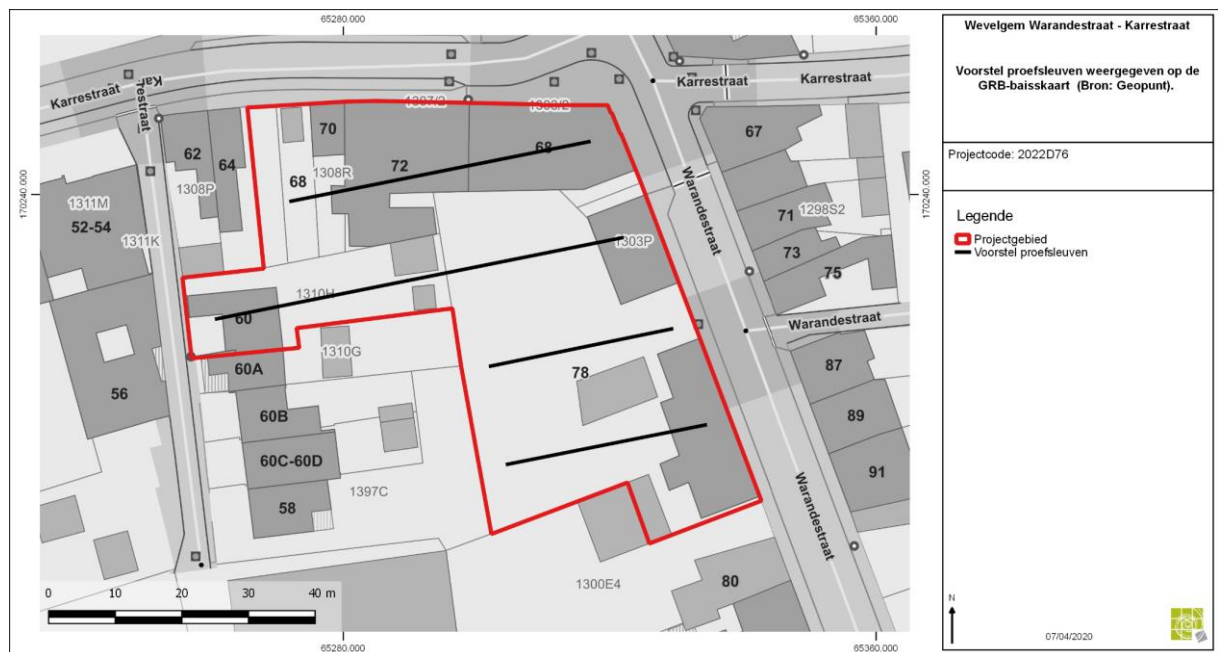 65280.000
65360.000
Wevelgem Warandestraat - Karrestraat
Voorstel proefsleuven weergegeven op de
GRB-baisskaart (Bron: Geopunt).
Projectcode: 2022D76
Legende
Projectgebied
Voorstel proefsleuven
170240.000
170240.000
Karrestraat
Karrestraat
Karrestraat
Karrestraat
1307/2
62
64
70
68
72
68
67
1308P
1308R
1311M
52-54
1311K
Warandestraat
71
1298S2
73
75
1303P
1310H
60
Warandestraat
1310G
60A
56
78
87
60B
89
60C-60D
91
1397C
58
Warandestraat
1300E4
80
0 10 20 30 40 m
N
07/04/2020
65280.000
65360.000